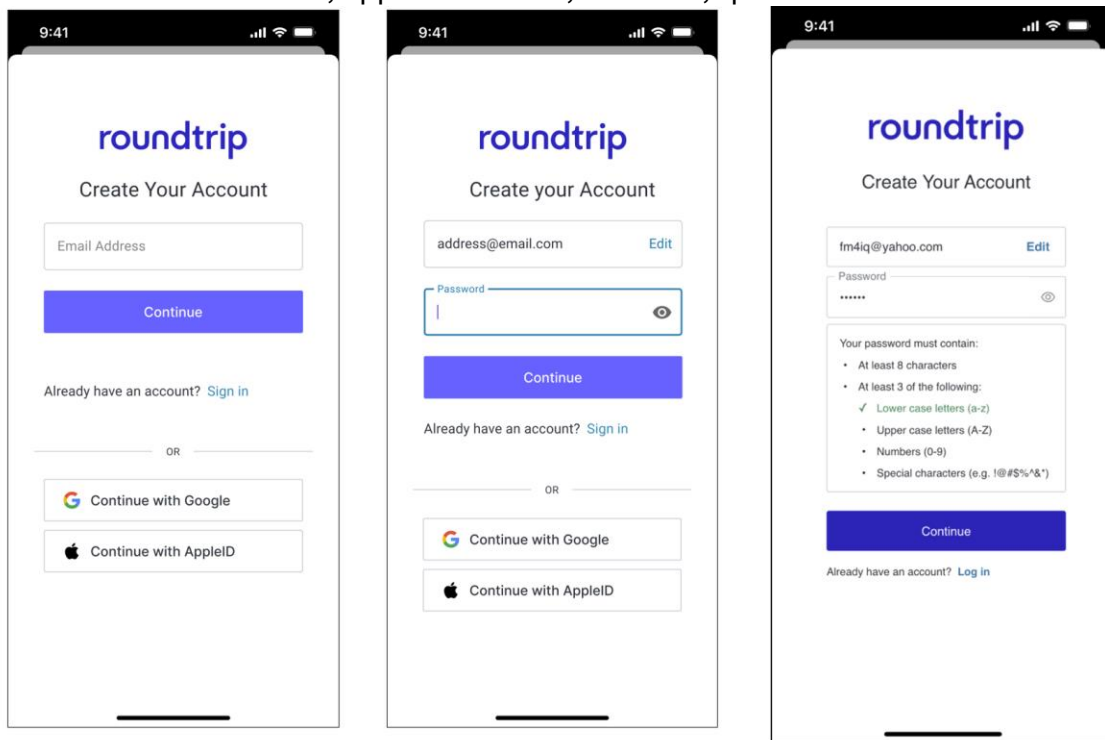 9:41
roundtrip
Create Your Account
Email Address
Continue
Already have an account? Sign in
OR
Continue with Google
Continue with AppleID
9:41
roundtrip
Create your Account
address@email.com Edit
Password
Continue
Already have an account? Sign in
OR
Continue with Google
Continue with AppleID
9:41
roundtrip
Create Your Account
fm4iq@yahoo.com Edit
Password
••••••
Your password must contain:
• At least 8 characters
• At least 3 of the following:
✓ Lower case letters (a-z)
• Upper case letters (A-Z)
• Numbers (0-9)
• Special characters (e.g. !@#$%^&*)
Continue
Already have an account? Log in